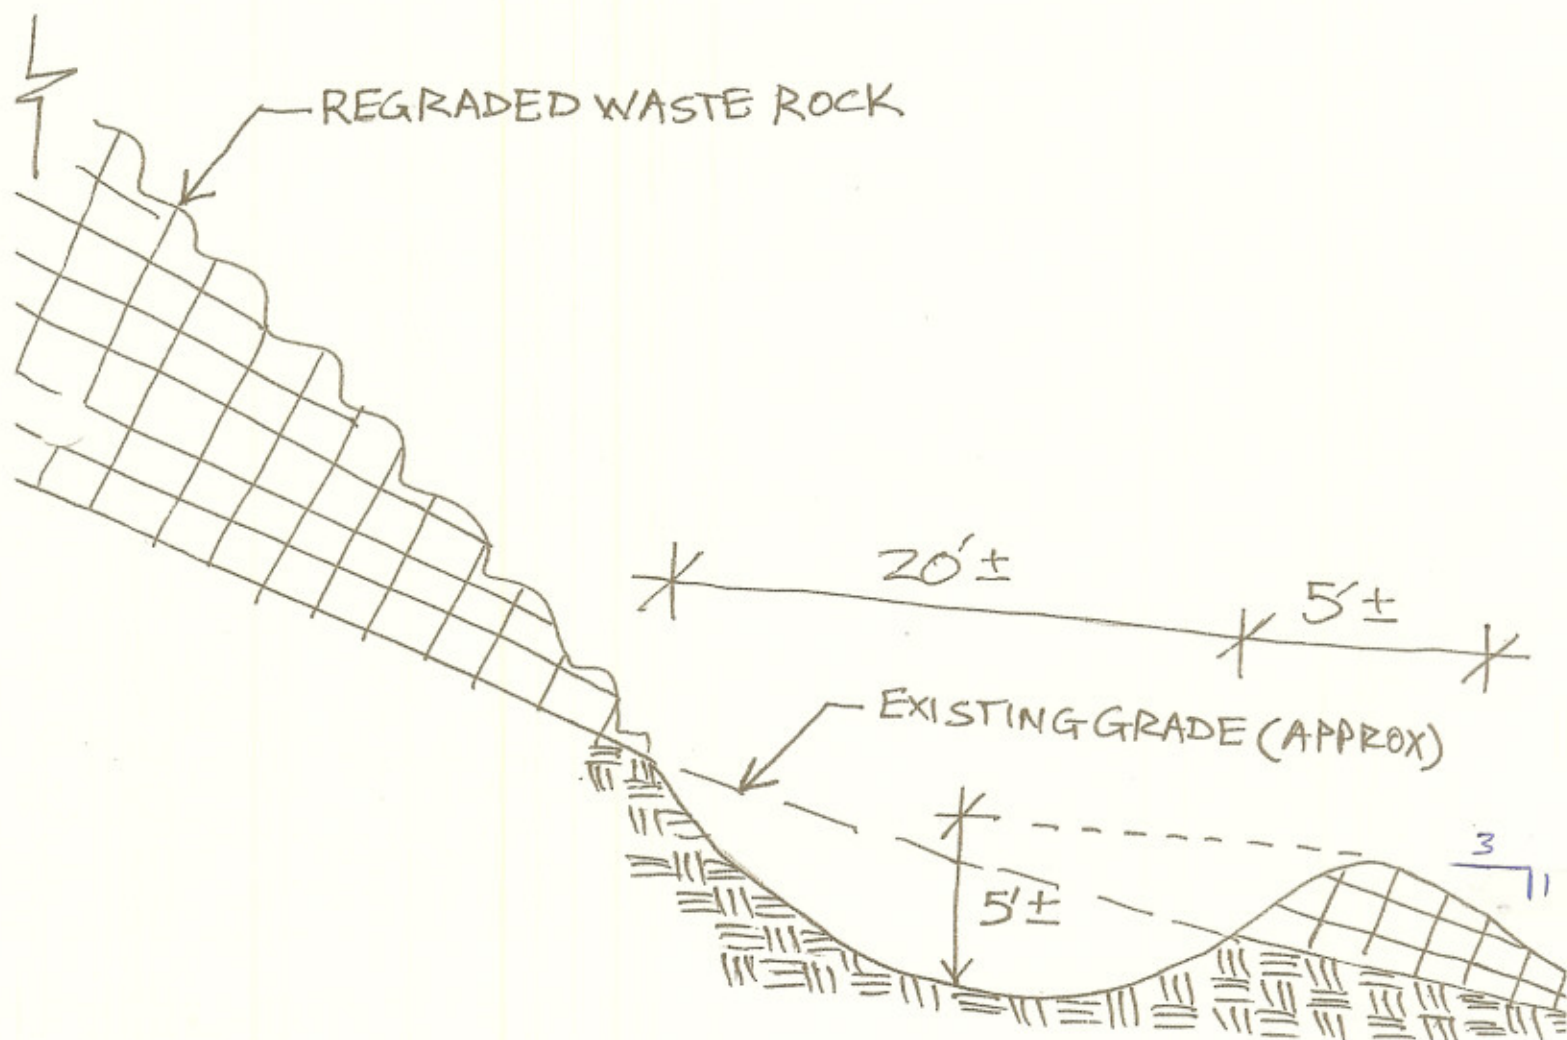 REGRADED WASTE ROCK
20'±
5'±
EXISTING GRADE (APPROX)
5'±
3
1